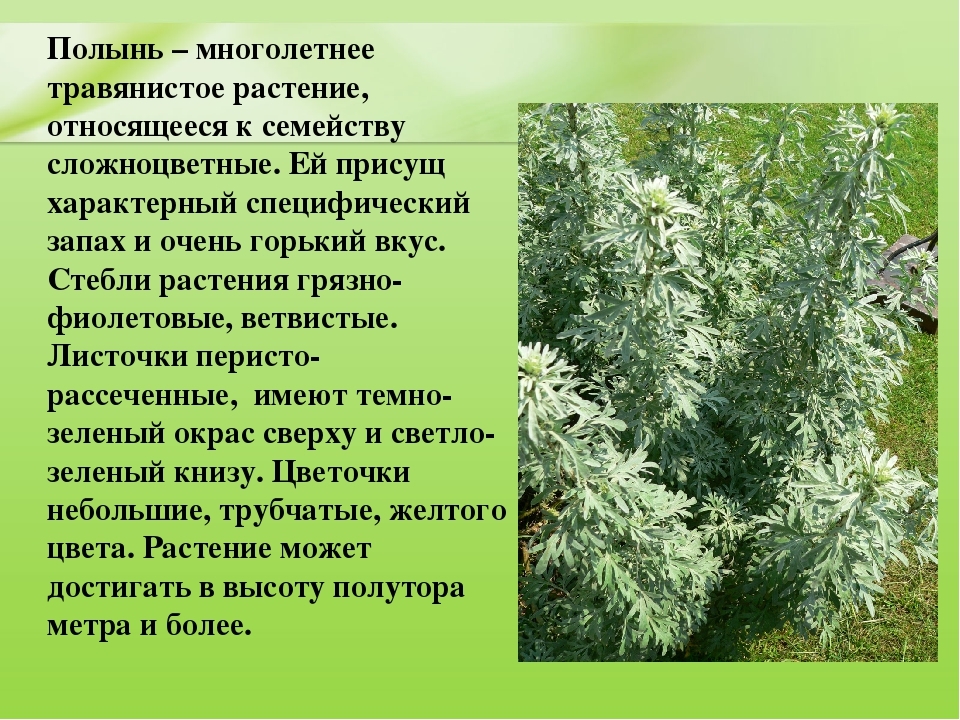 Полынь – многолетнее
травянистое растение,
относящееся к семейству
сложноцветные. Ей присущ
характерный специфический
запах и очень горький вкус.
Стебли растения грязно-
фиолетовые, ветвистые.
Листочки перисто-
рассеченные,  имеют темно-
зеленый окрас сверху и светло-
зеленый книзу. Цветочки
небольшие, трубчатые, желтого
цвета. Растение может
достигать в высоту полутора
метра и более.